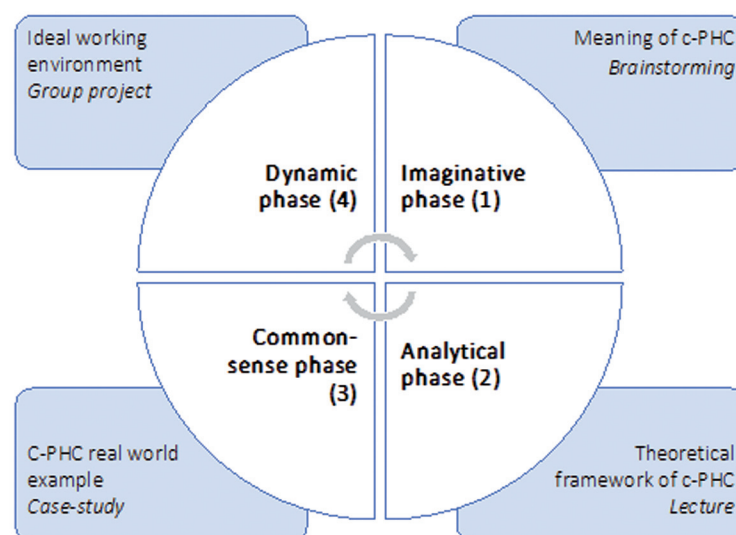 Ideal working
environment
Group project
Meaning of c-PHC
Brainstorming
Dynamic
phase (4)
Imaginative
phase (1)
Common-
sense phase
(3)
Analytical
phase (2)
C-PHC real world
example
Case-study
Theoretical
framework of c-PHC
Lecture